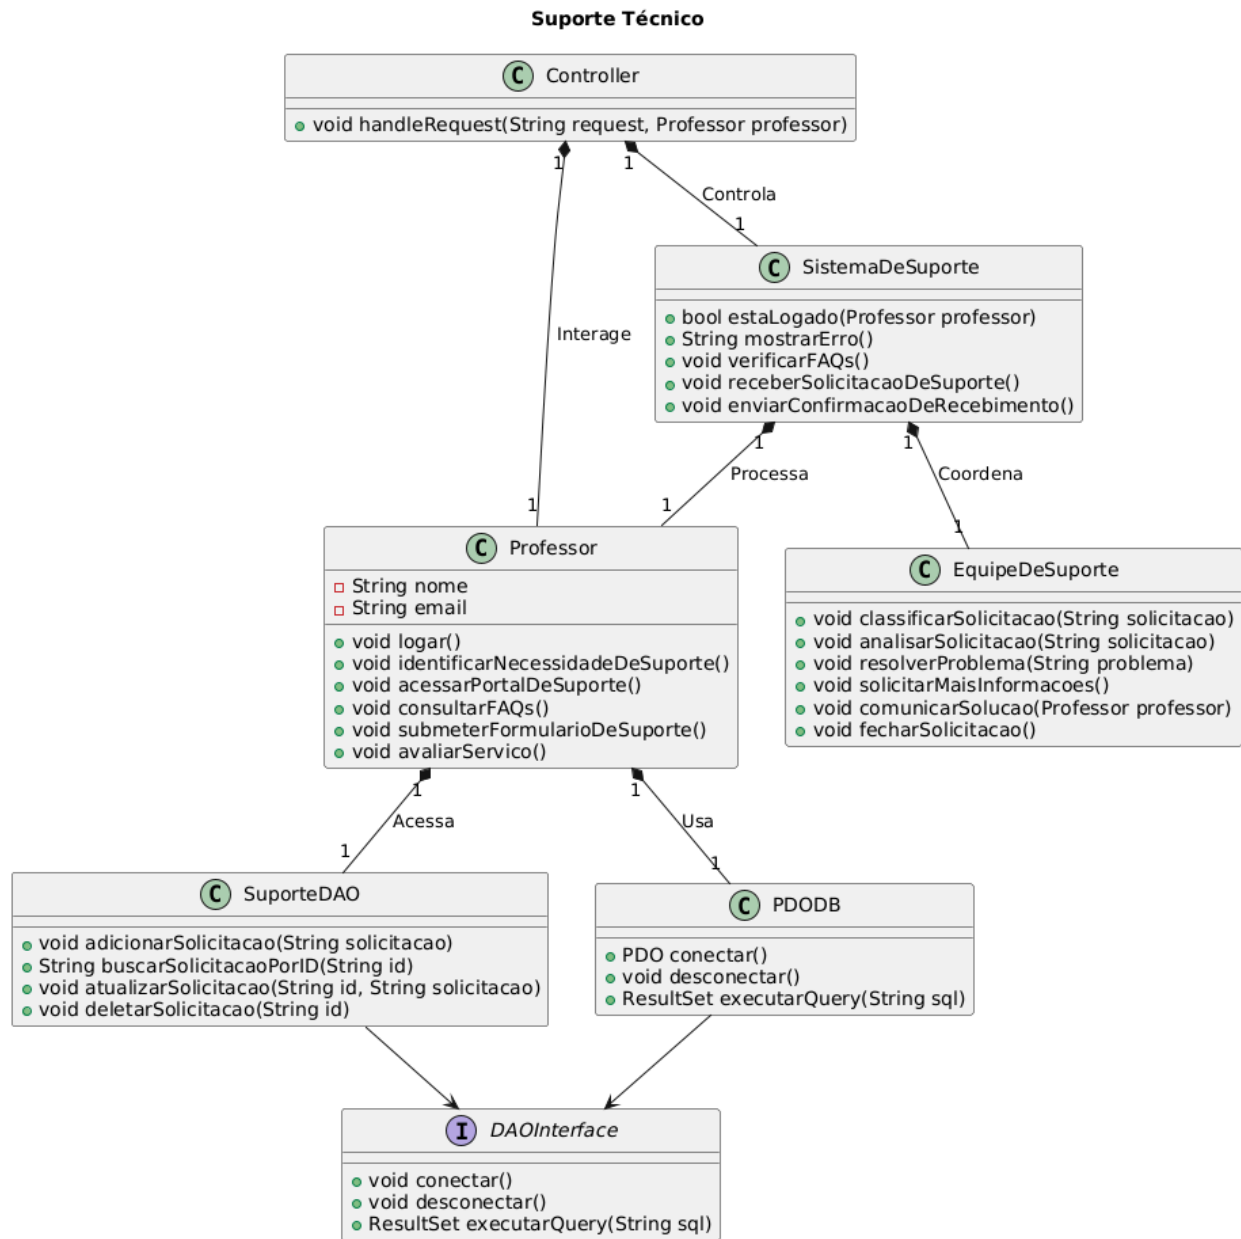 Suporte Técnico
C Controller
void handleRequest(String request, Professor professor)
1
1
Controla
1
C SistemaDeSuporte
bool estaLogado(Professor professor)
String mostrarErro()
void verificarFAQs()
void receberSolicitacaoDeSuporte()
void enviarConfirmacaoDeRecebimento()
Interage
1
1
Processa
Coordena
1
1
1
C Professor
String nome
String email
void logar()
void identificarNecessidadeDeSuporte()
void acessarPortalDeSuporte()
void consultarFAQs()
void submeterFormularioDeSuporte()
void avaliarServico()
C EquipeDeSuporte
void classificarSolicitacao(String solicitacao)
void analisarSolicitacao(String solicitacao)
void resolverProblema(String problema)
void solicitarMaisInformacoes()
void comunicarSolucao(Professor professor)
void fecharSolicitacao()
1
1
Acessa
Usa
1
1
C SuporteDAO
void adicionarSolicitacao(String solicitacao)
String buscarSolicitacaoPorID(String id)
void atualizarSolicitacao(String id, String solicitacao)
void deletarSolicitacao(String id)
C PDODB
PDO conectar()
void desconectar()
ResultSet executarQuery(String sql)
I DAOInterface
void conectar()
void desconectar()
ResultSet executarQuery(String sql)